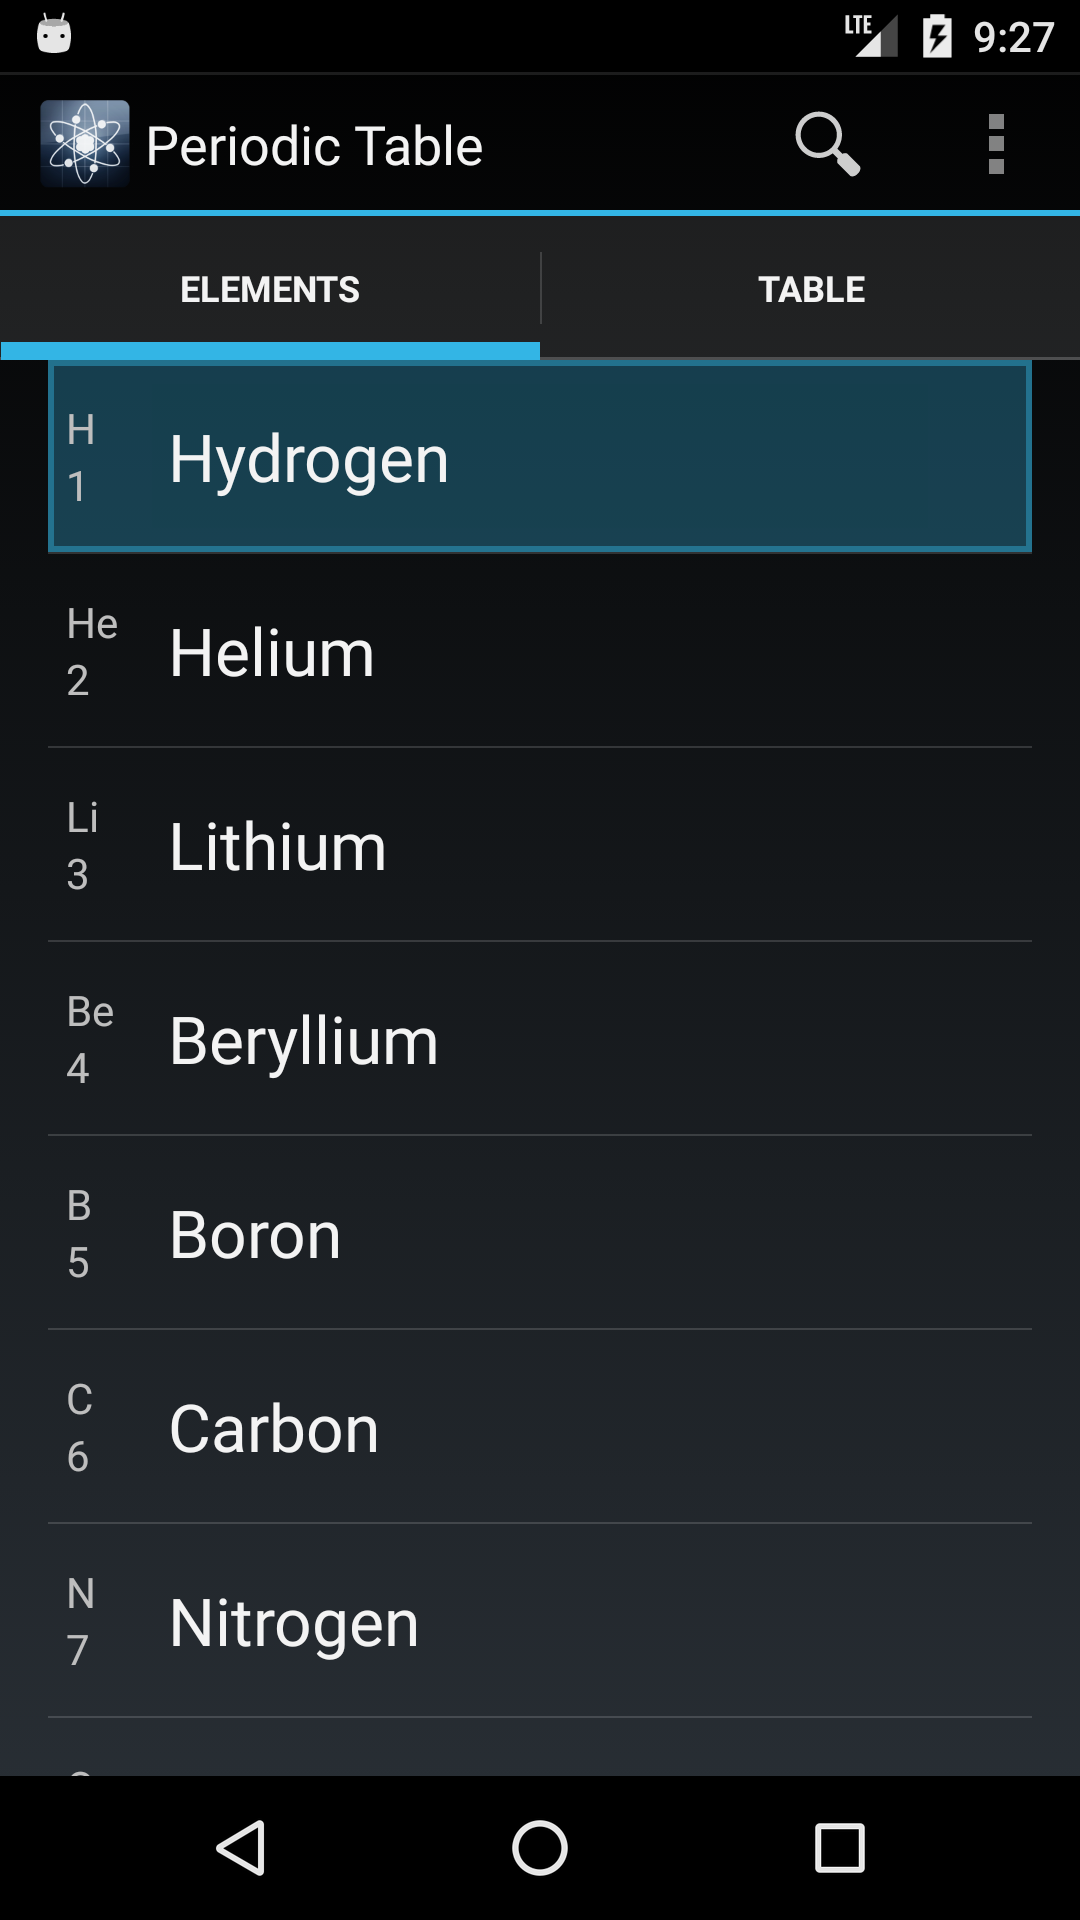 LTE 9:27
Periodic Table
ELEMENTS TABLE
H
1
Hydrogen
He
2
Helium
Li
3
Lithium
Be
4
Beryllium
B
5
Boron
C
6
Carbon
N
7
Nitrogen